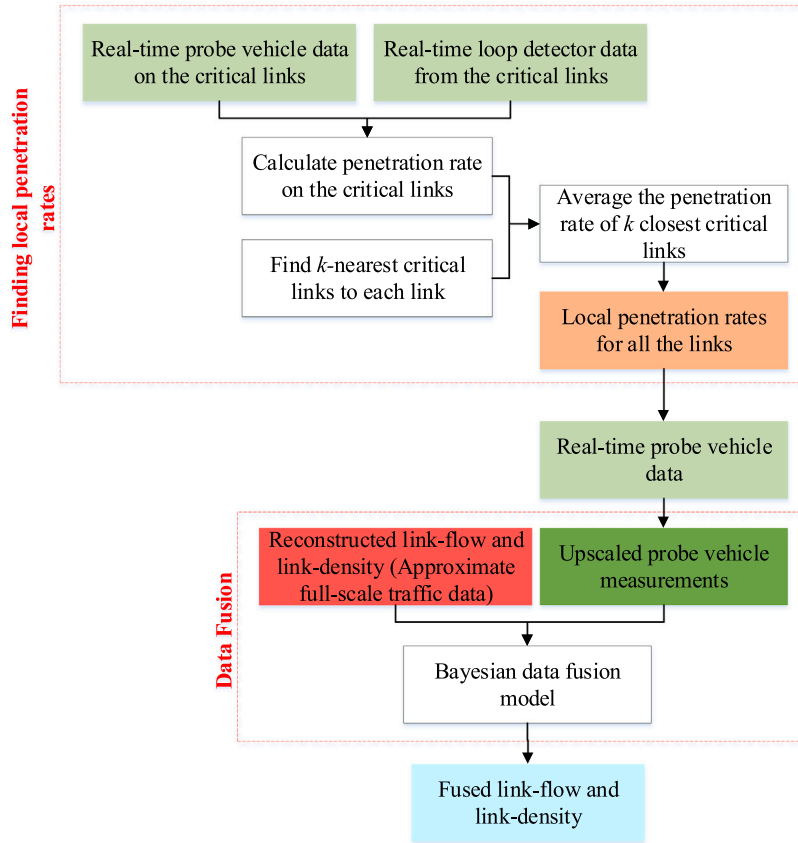 Real-time probe vehicle data
on the critical links
Real-time loop detector data
from the critical links
Finding local penetration
rates
Calculate penetration rate
on the critical links
Find k-nearest critical
links to each link
Average the penetration
rate of k closest critical
links
Local penetration rates
for all the links
Real-time probe vehicle
data
Data Fusion
Reconstructed link-flow and
link-density (Approximate
full-scale traffic data)
Upscaled probe vehicle
measurements
Bayesian data fusion
model
Fused link-flow and
link-density